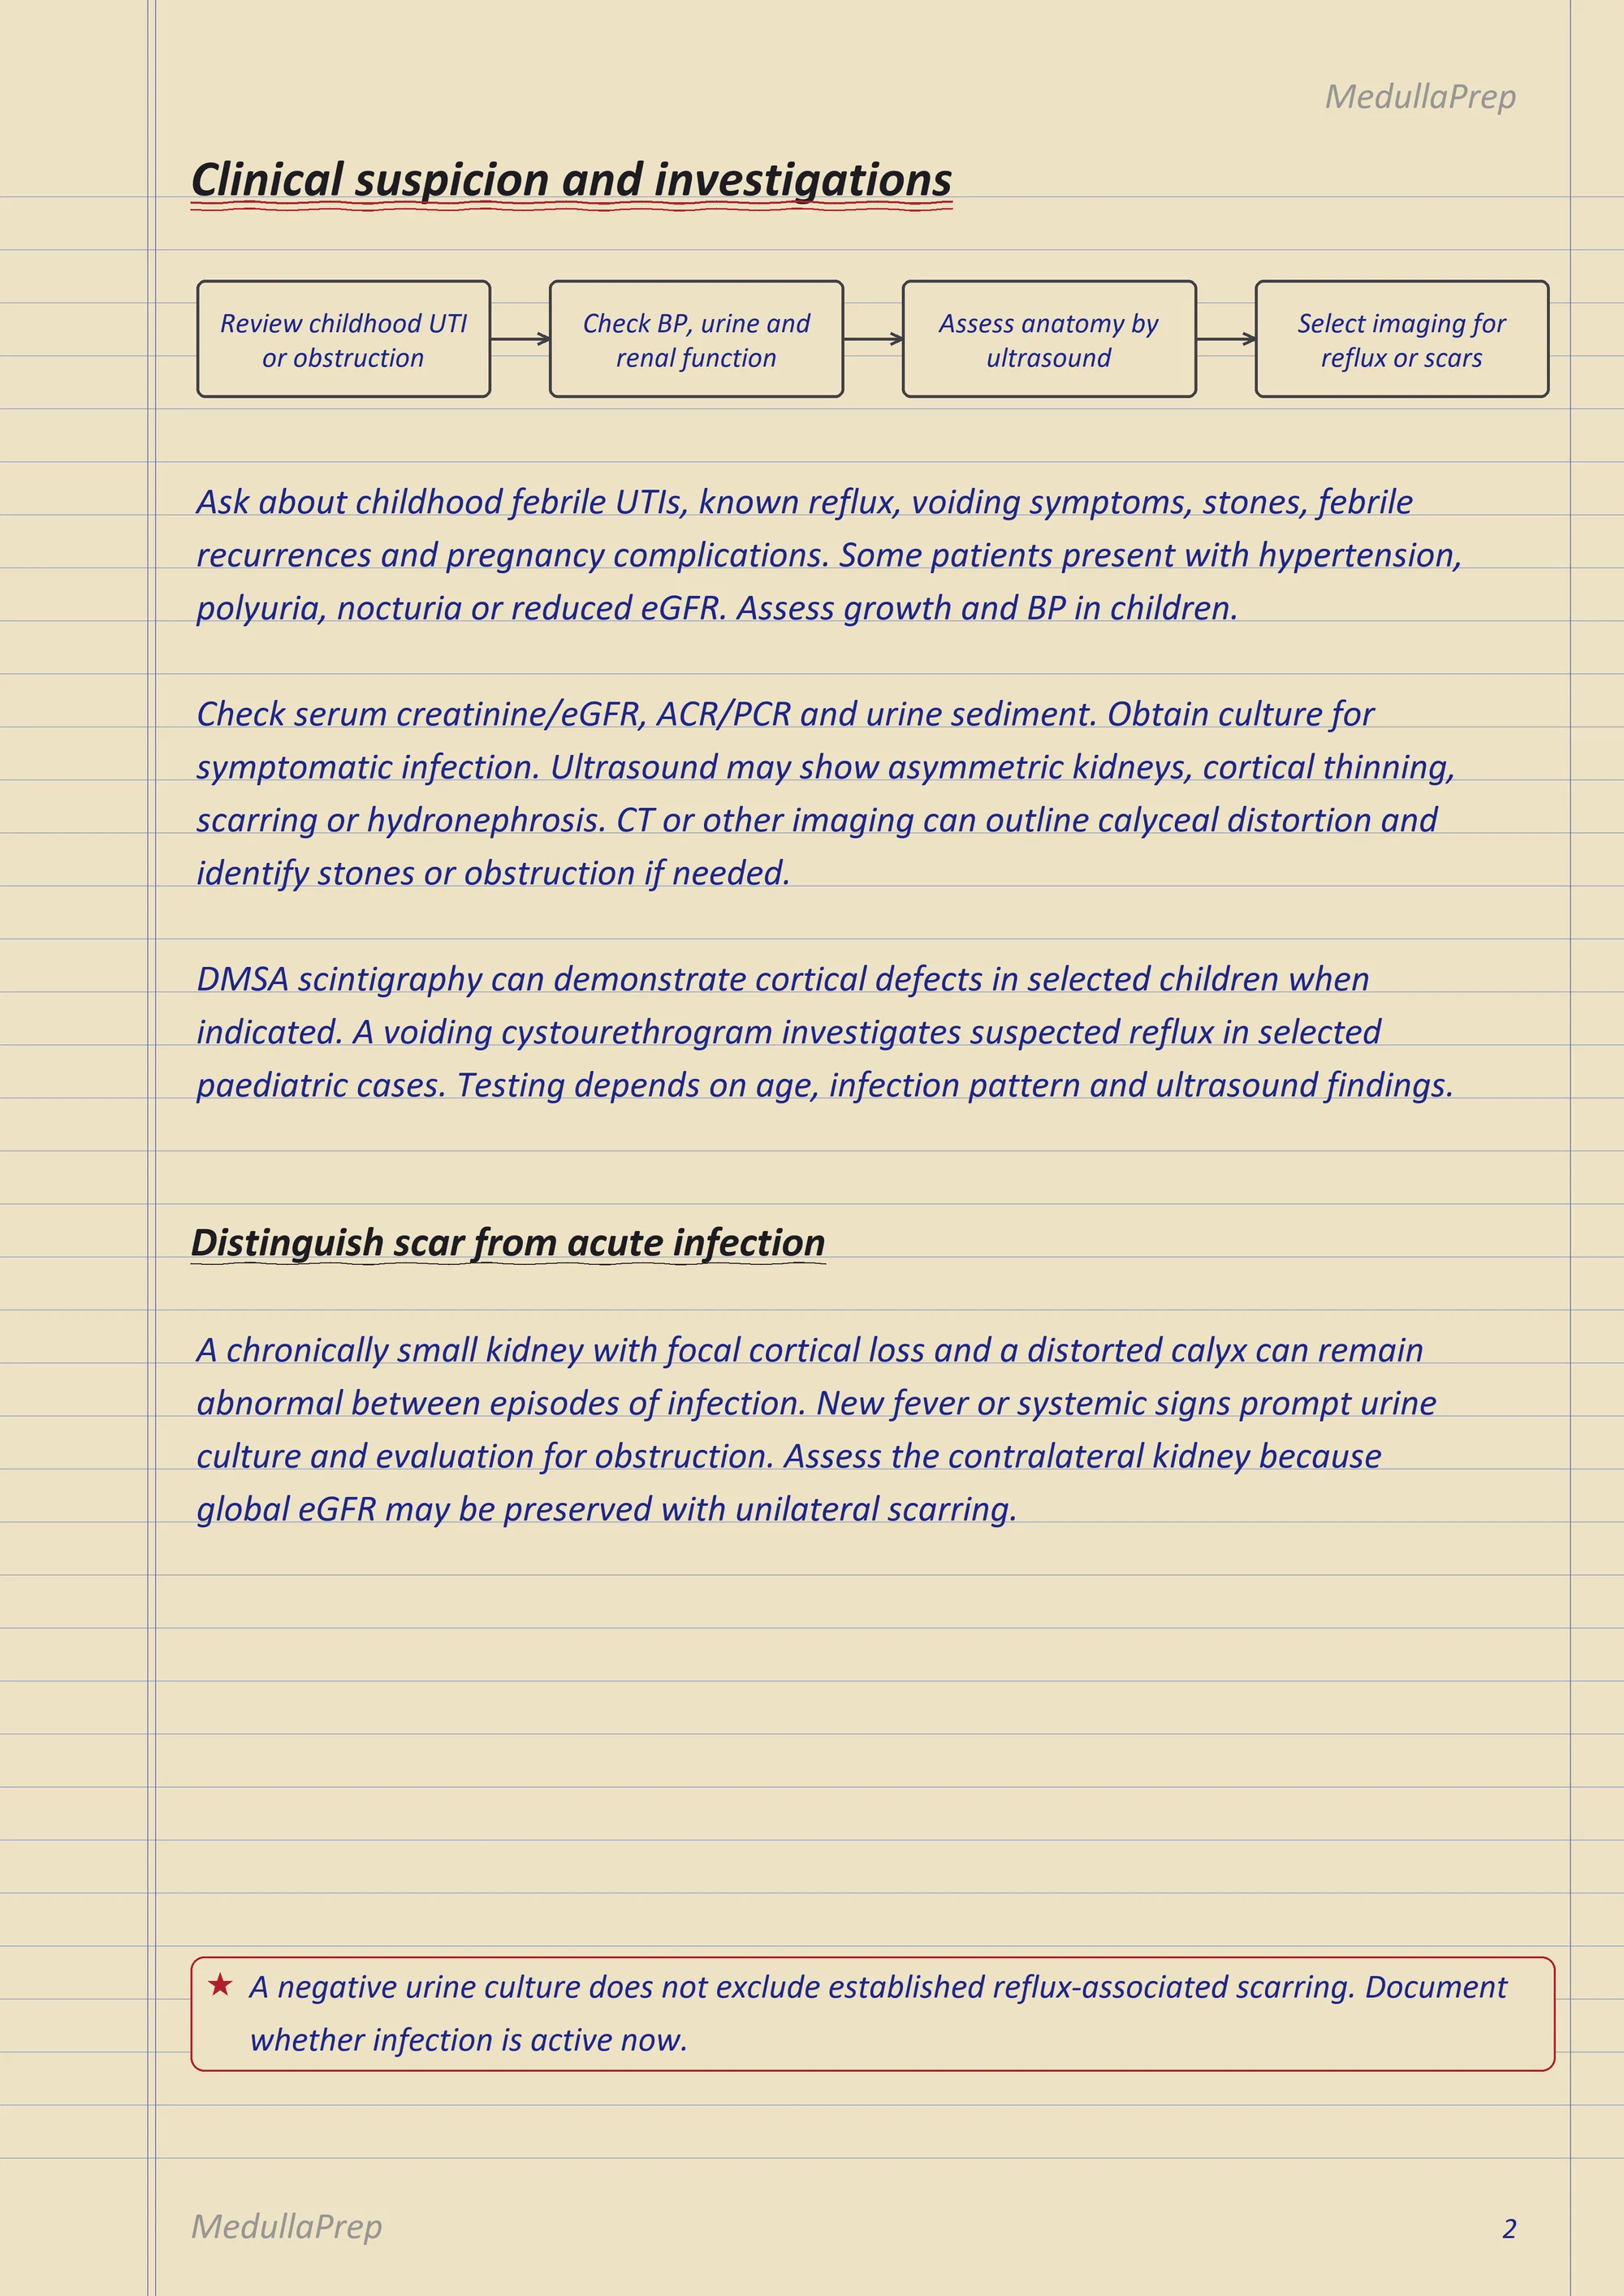 MedullaPrep
Clinical suspicion and investigations
Review childhood UTI
or obstruction
Check BP, urine and
renal function
Assess anatomy by
ultrasound
Select imaging for
reflux or scars
Ask about childhood febrile UTIs, known reflux, voiding symptoms, stones, febrile
recurrences and pregnancy complications. Some patients present with hypertension,
polyuria, nocturia or reduced eGFR. Assess growth and BP in children.
Check serum creatinine/eGFR, ACR/PCR and urine sediment. Obtain culture for
symptomatic infection. Ultrasound may show asymmetric kidneys, cortical thinning,
scarring or hydronephrosis. CT or other imaging can outline calyceal distortion and
identify stones or obstruction if needed.
DMSA scintigraphy can demonstrate cortical defects in selected children when
indicated. A voiding cystourethrogram investigates suspected reflux in selected
paediatric cases. Testing depends on age, infection pattern and ultrasound findings.
Distinguish scar from acute infection
A chronically small kidney with focal cortical loss and a distorted calyx can remain
abnormal between episodes of infection. New fever or systemic signs prompt urine
culture and evaluation for obstruction. Assess the contralateral kidney because
global eGFR may be preserved with unilateral scarring.
★ A negative urine culture does not exclude established reflux-associated scarring. Document
whether infection is active now.
MedullaPrep
2